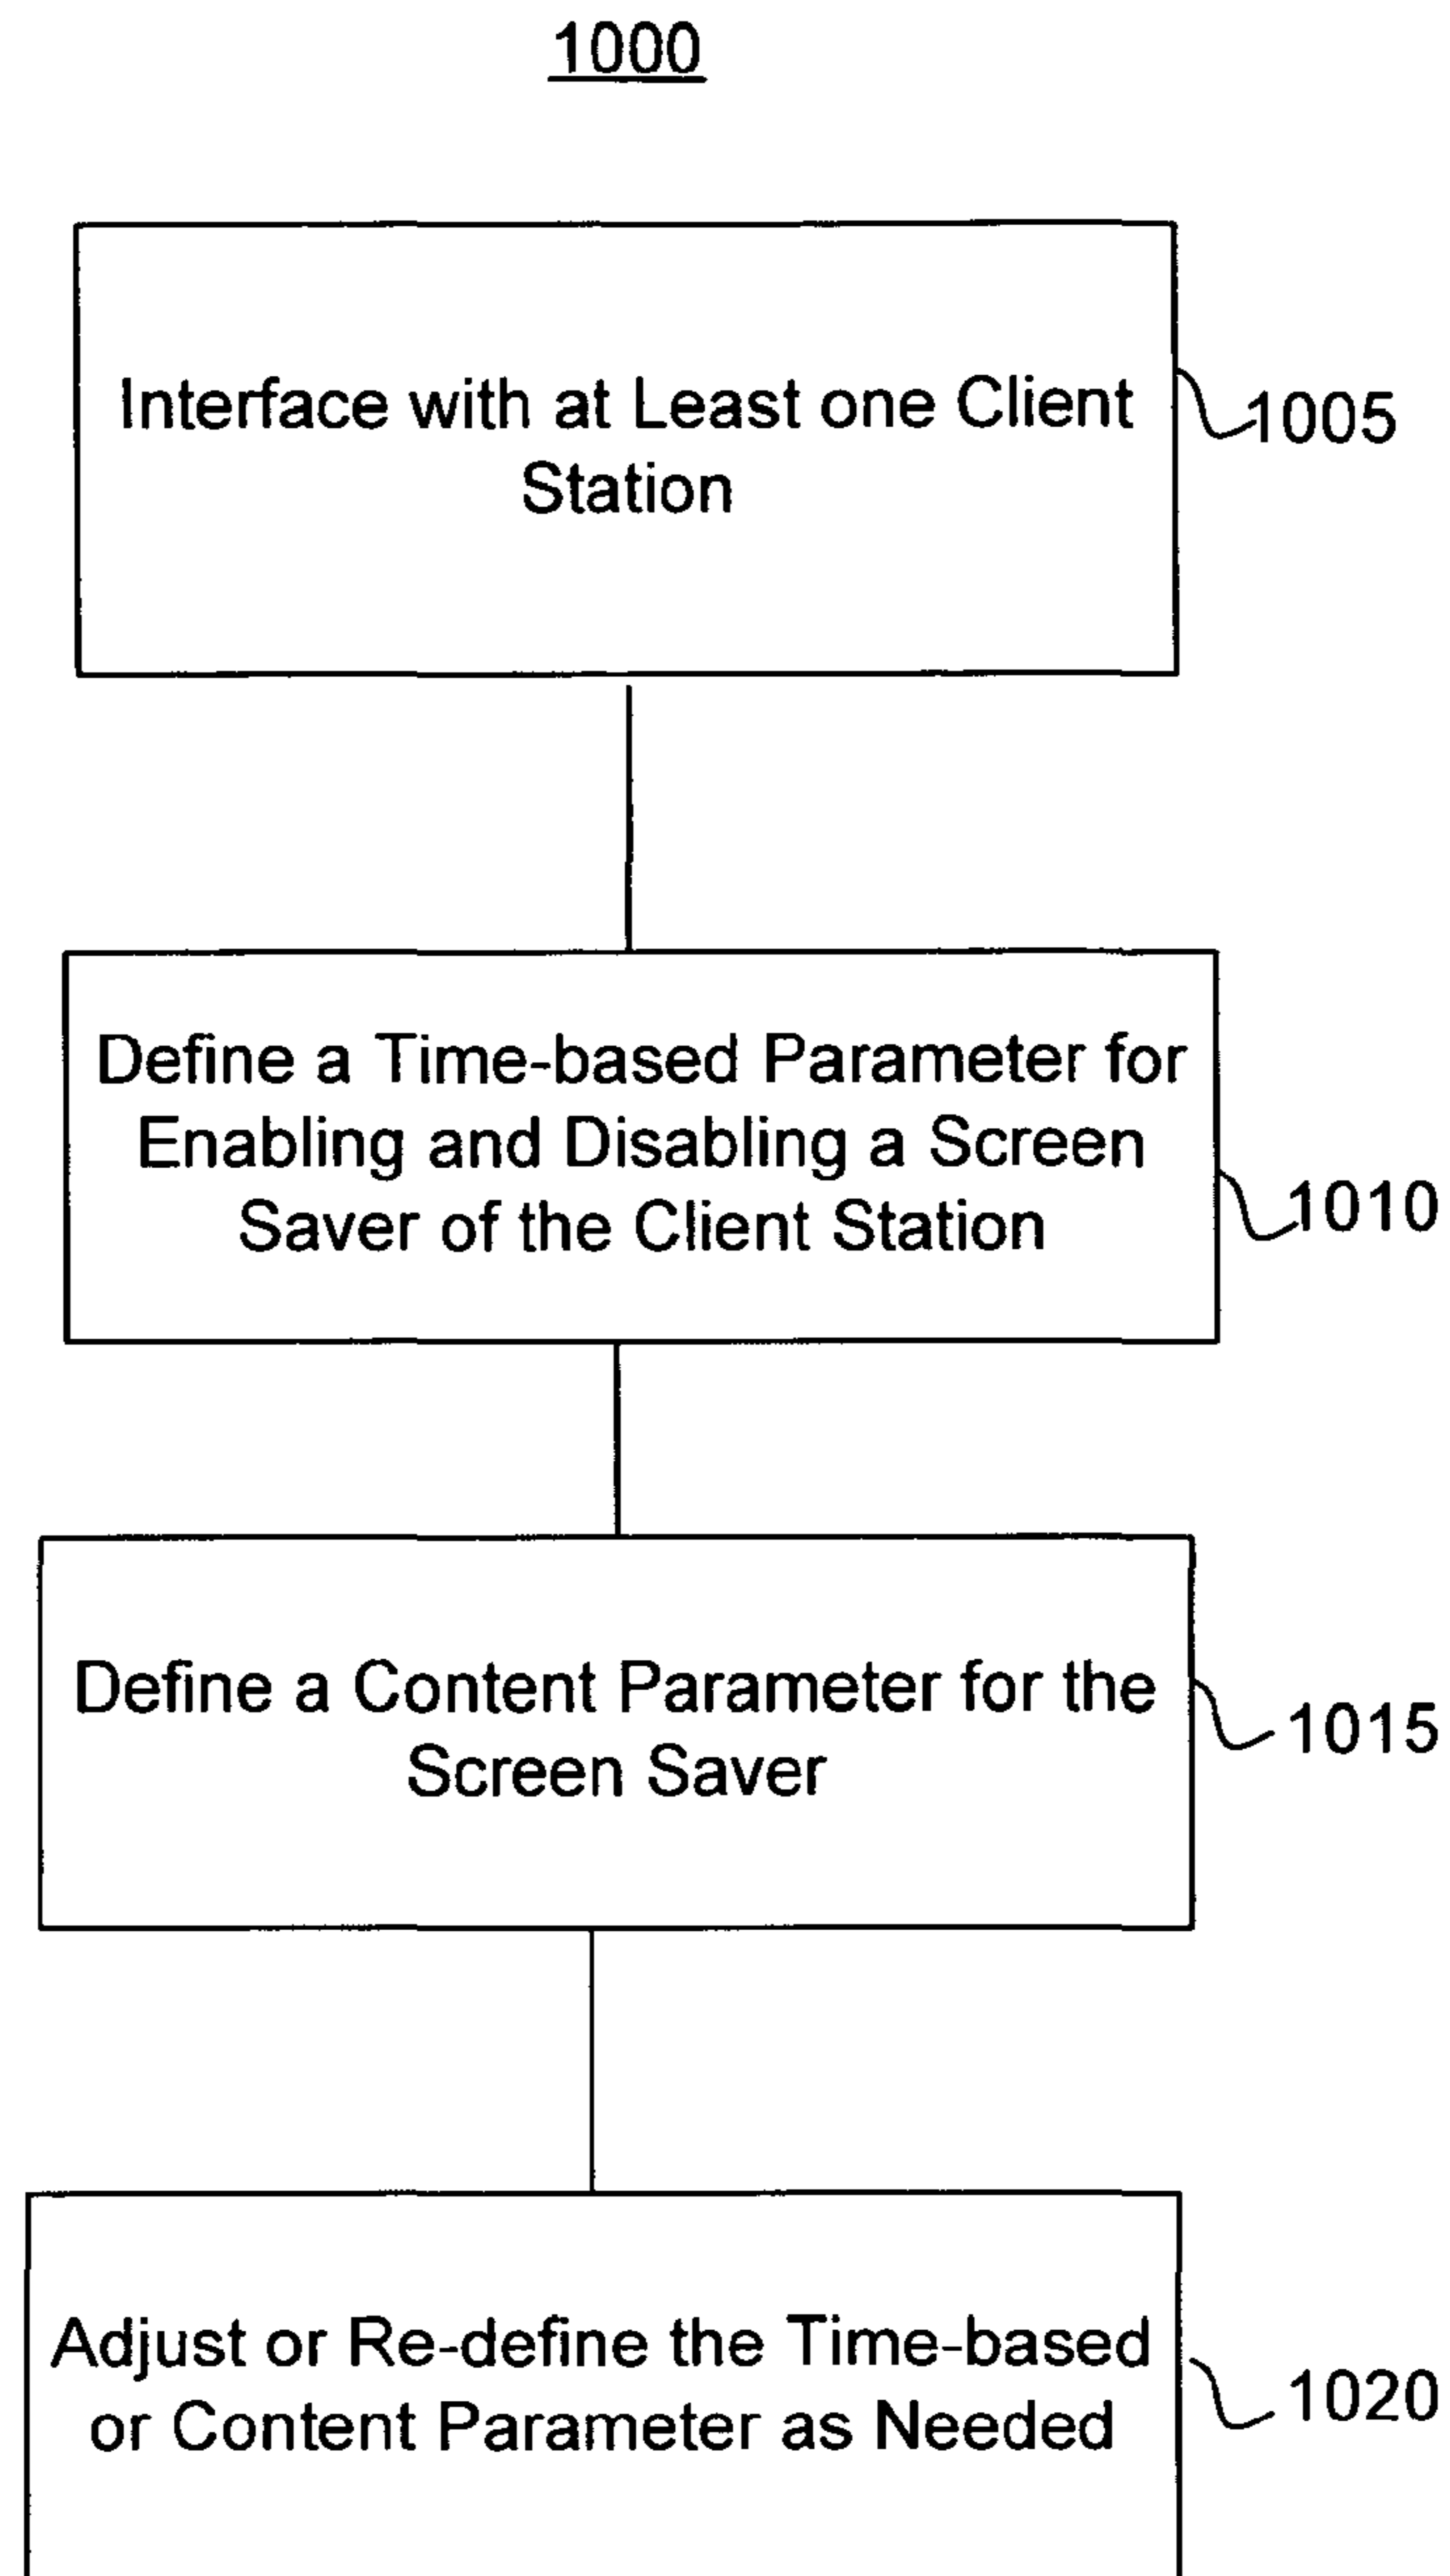 1000
Interface with at Least one Client
Station
1005
Define a Time-based Parameter for
Enabling and Disabling a Screen
Saver of the Client Station
1010
Define a Content Parameter for the
Screen Saver
1015
Adjust or Re-define the Time-based
or Content Parameter as Needed
1020